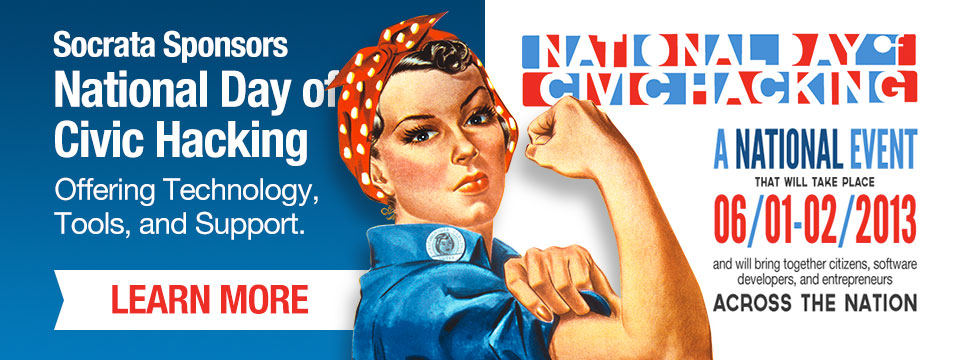 Socrata Sponsors
National Day of
Civic Hacking
Offering Technology,
Tools, and Support.
LEARN MORE
NATIONAL DAY Of
CIVIC HACKING
A NATIONAL EVENT
THAT WILL TAKE PLACE
06/01-02/2013
and will bring together citizens, software
developers, and entrepreneurs
ACROSS THE NATION